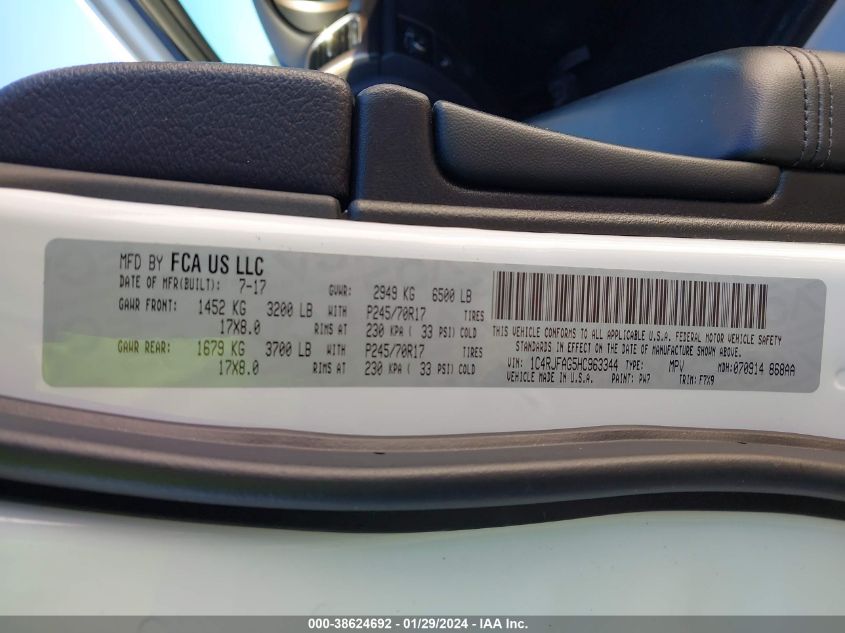 MFD BY FCA US LLC
DATE OF MFR(BUILT): 7-17 GVWR: 2949 KG 6500 LB
GAWR FRONT: 1452 KG 3200 LB WITH P245/70R17 TIRES
17X8.0 RIMS AT 230 KPA ( 33 PSI) COLD
GAWR REAR: 1679 KG 3700 LB WITH P245/70R17 TIRES
17X8.0 RIMS AT 230 KPA ( 33 PSI) COLD
THIS VEHICLE CONFORMS TO ALL APPLICABLE U.S.A. FEDERAL MOTOR VEHICLE SAFETY
STANDARDS IN EFFECT ON THE DATE OF MANUFACTURE SHOWN ABOVE.
VIN: 1C4RJFAG5HC963344 TYPE: MPV MDH:070914 868AA
VEHICLE MADE IN U.S.A. PAINT: PW7 TRIM: F7X9
000-38624692 - 01/29/2024 - IAA Inc.